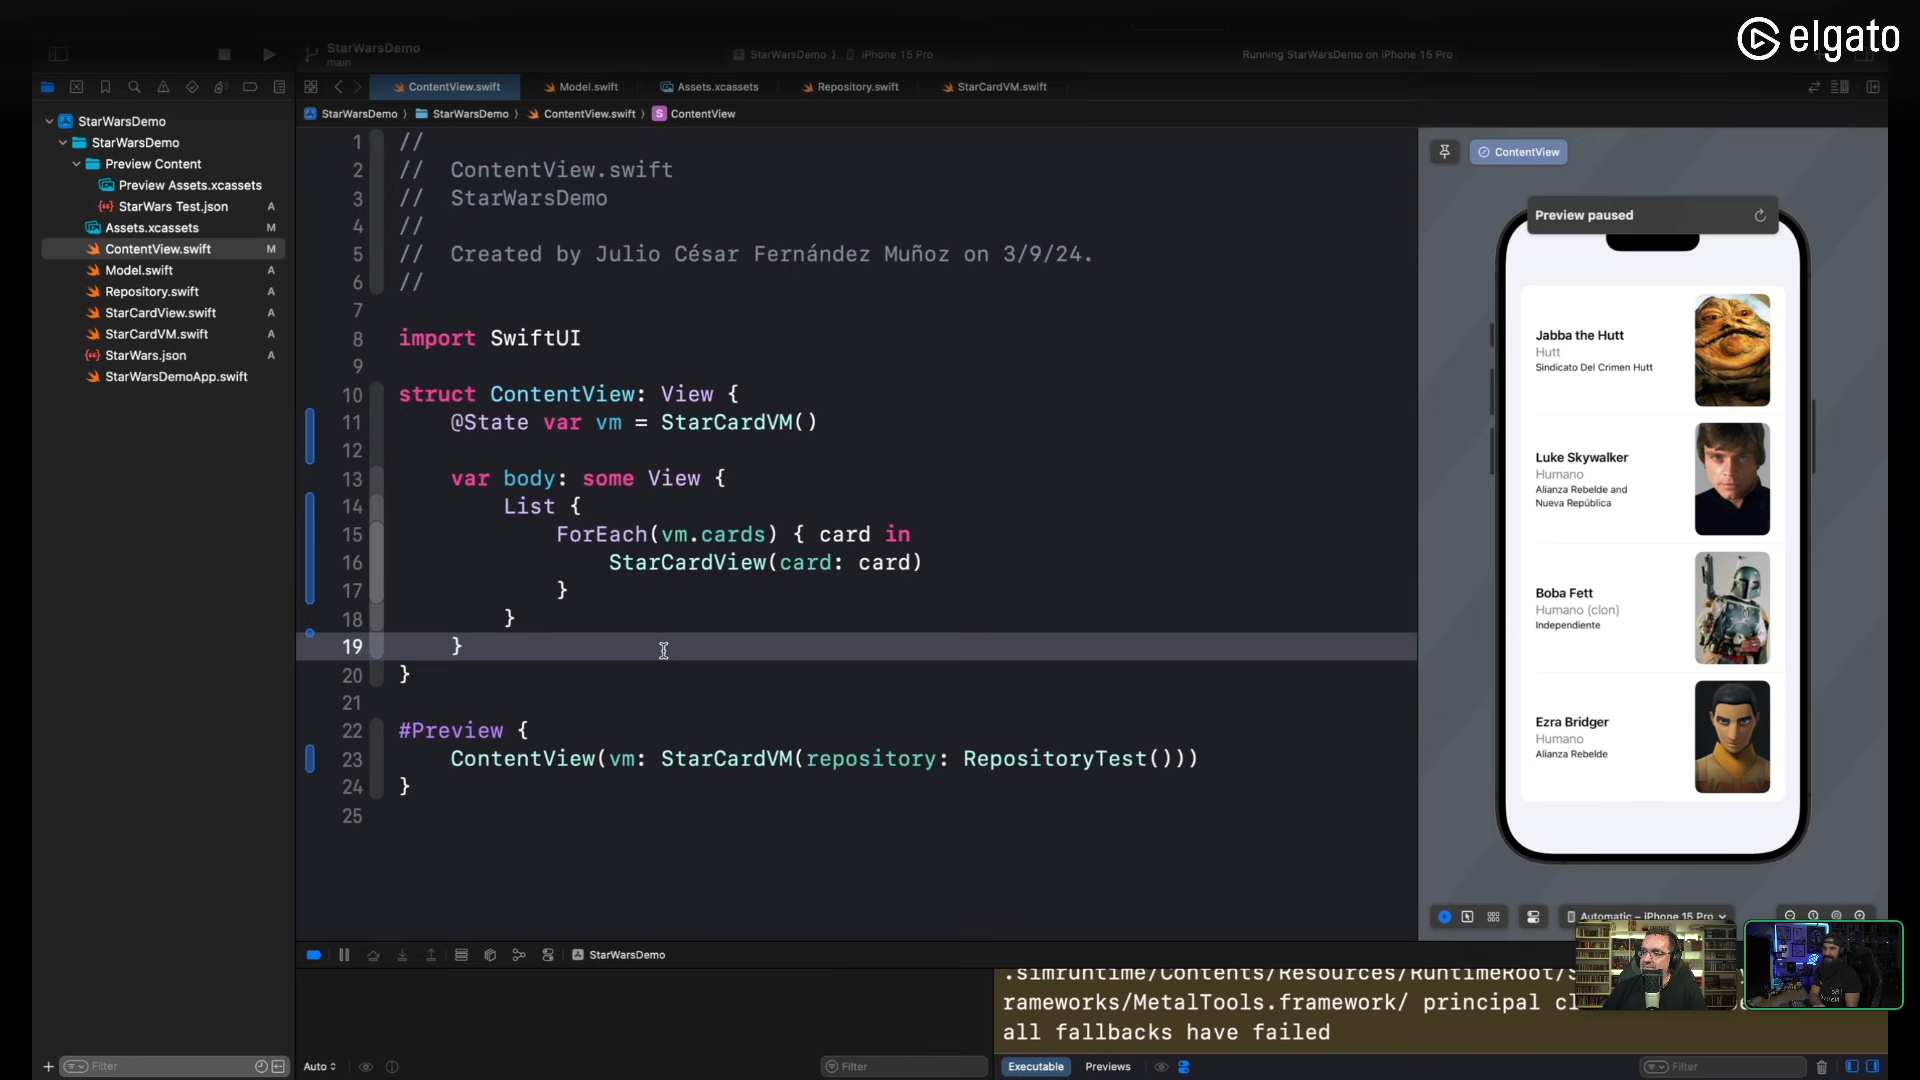 elgato
StarWarsDemo
main
StarWarsDemo
iPhone 15 Pro
Running StarWarsDemo on iPhone 15 Pro
ContentView.swift
Model.swift
Assets.xcassets
Repository.swift
StarCardVM.swift
StarWarsDemo
StarWarsDemo
ContentView.swift
S
ContentView
StarWarsDemo
StarWarsDemo
Preview Content
Preview Assets.xcassets
StarWars Test.json A
Assets.xcassets M
ContentView.swift M
Model.swift A
Repository.swift A
StarCardView.swift A
StarCardVM.swift A
StarWars.json A
StarWarsDemoApp.swift
1 //
2 // ContentView.swift
3 // StarWarsDemo
4 //
5 // Created by Julio César Fernández Muñoz on 3/9/24.
6 //
7
8 import SwiftUI
9
10 struct ContentView: View {
11 @State var vm = StarCardVM()
12
13 var body: some View {
14 List {
15 ForEach(vm.cards) { card in
16 StarCardView(card: card)
17 }
18 }
19 }
20 }
21
22 #Preview {
23 ContentView(vm: StarCardVM(repository: RepositoryTest()))
24 }
25
ContentView
Preview paused
Jabba the Hutt
Hutt
Sindicato Del Crimen Hutt
Luke Skywalker
Humano
Alianza Rebelde and
Nueva República
Boba Fett
Humano (clon)
Independiente
Ezra Bridger
Humano
Alianza Rebelde
Automatic – iPhone 15 Pro
StarWarsDemo
.simruntime/Contents/Resources/RuntimeRoot/
rameworks/MetalTools.framework/ principal
all fallbacks have failed
Filter
Auto
Filter
Executable
Previews
Filter